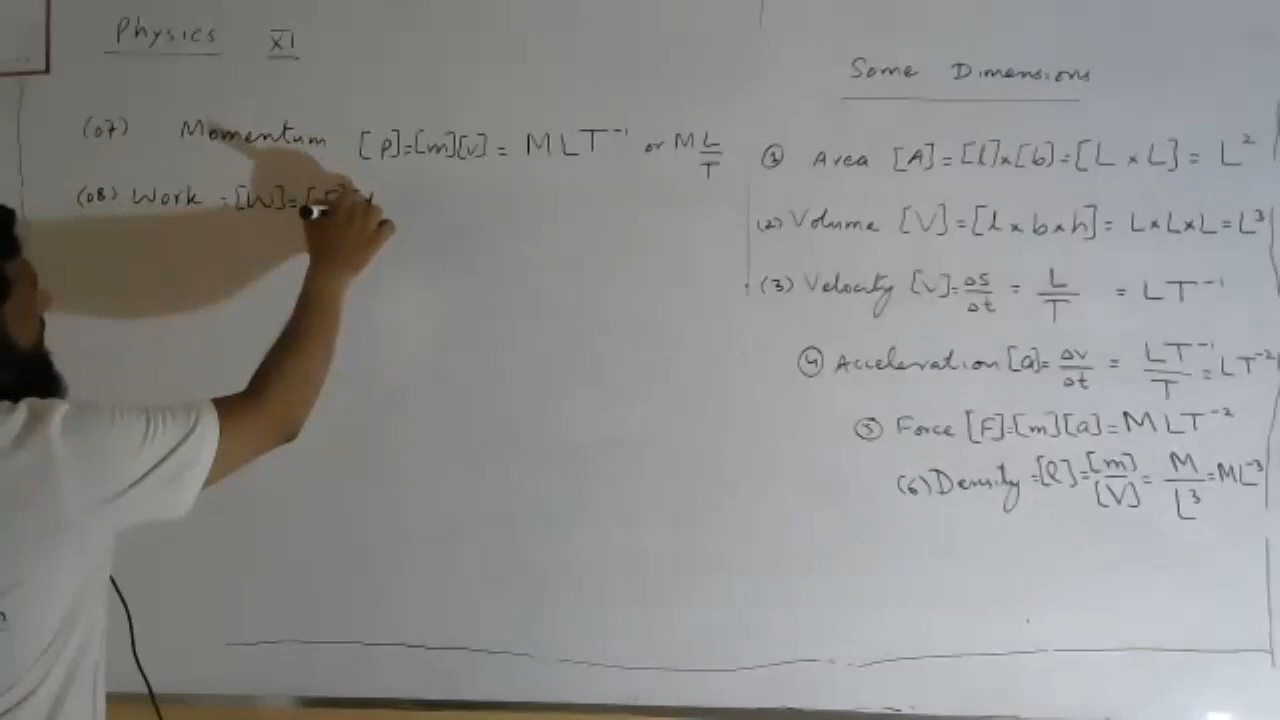 Physics XI
Some Dimensions
(07) Momentum [P]=[m][v] = MLT⁻¹ or M L/T
(08) Work = [W]=[F]
① Area [A]=[l]×[b]=[L × L] = L²
(2) Volume [V]=[l × b × h]= L×L×L=L³
(3) Velocity [V]=ΔS/Δt = L/T = LT⁻¹
④ Acceleration [a]=Δv/Δt = LT⁻¹/T = LT⁻²
⑤ Force [F]=[m][a]=MLT⁻²
(6) Density =[ρ]=[m]/[V]= M/L³=ML⁻³